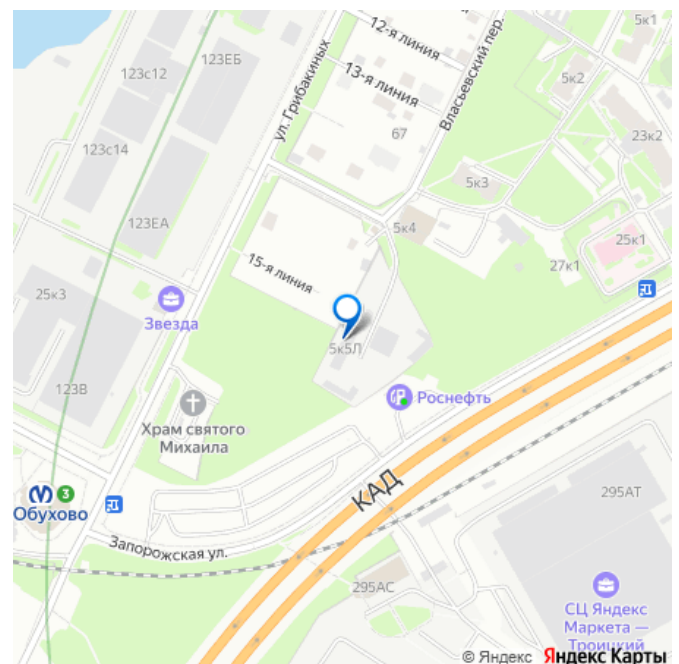 12-я линия
5к1
123с12
123ЕБ
13-я линия
ул. Грибакиных
Власьевский пер.
5к2
67
23к2
123с14
5к3
123ЕА
5к4
25к1
15-я линия
27к1
25к3
Звезда
5к5Л
123В
Роснефть
Храм святого
Михаила
КАД
295АТ
3
Обухово
Запорожская ул.
295АС
СЦ Яндекс
Маркета —
Троицкий
© Яндекс Яндекс Карты